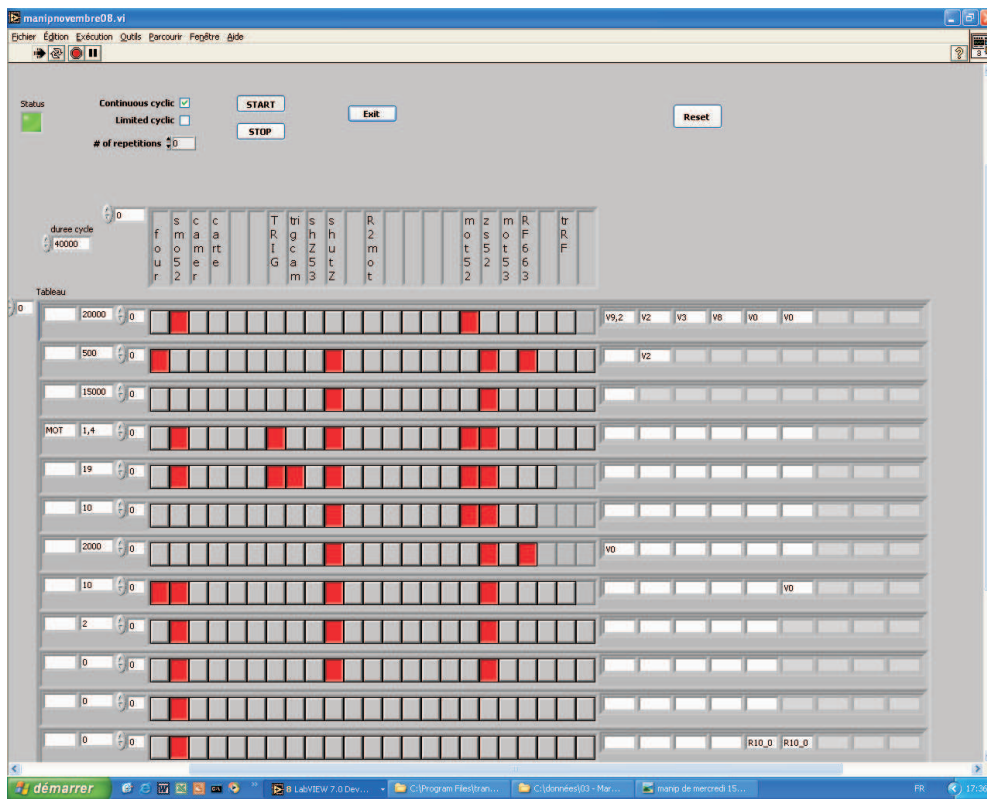 manipnovembre08.vi
Fichier Édition Exécution Outils Parcourir Fenêtre Aide
?
Status
Continuous cyclic
START
Limited cyclic
STOP
Exit
Reset
# of repetitions 0
duree cycle
40000
0
four smo52 camer carte TRIG trigcam shZ53 shutZ R2mot mot52 zs52 mot53 RF663 trRF
Tableau
0
20000 0 V9,2 V2 V3 V8 V0 V0
500 0 V2
15000 0
MOT 1,4 0
19 0
10 0
2000 0 V0
10 0 V0
2 0
0 0
0 0
0 0 R10_0 R10_0
démarrer 8 LabVIEW 7.0 Dev... C:\Program Files\tran... C:\données\03 - Mar... manip de mercredi 15... FR 17:36